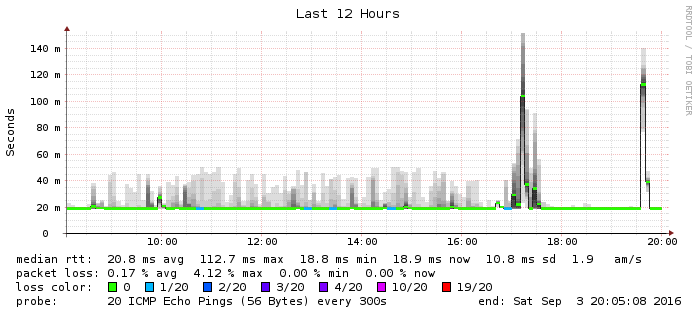 Last 12 Hours
RRDTOOL / TOBI OETIKER
Seconds
140 m
120 m
100 m
80 m
60 m
40 m
20 m
0
10:00 12:00 14:00 16:00 18:00 20:00
median rtt: 20.8 ms avg 112.7 ms max 18.8 ms min 18.9 ms now 10.8 ms sd 1.9 am/s
packet loss: 0.17 % avg 4.12 % max 0.00 % min 0.00 % now
loss color: 0 1/20 2/20 3/20 4/20 10/20 19/20
probe: 20 ICMP Echo Pings (56 Bytes) every 300s end: Sat Sep 3 20:05:08 2016